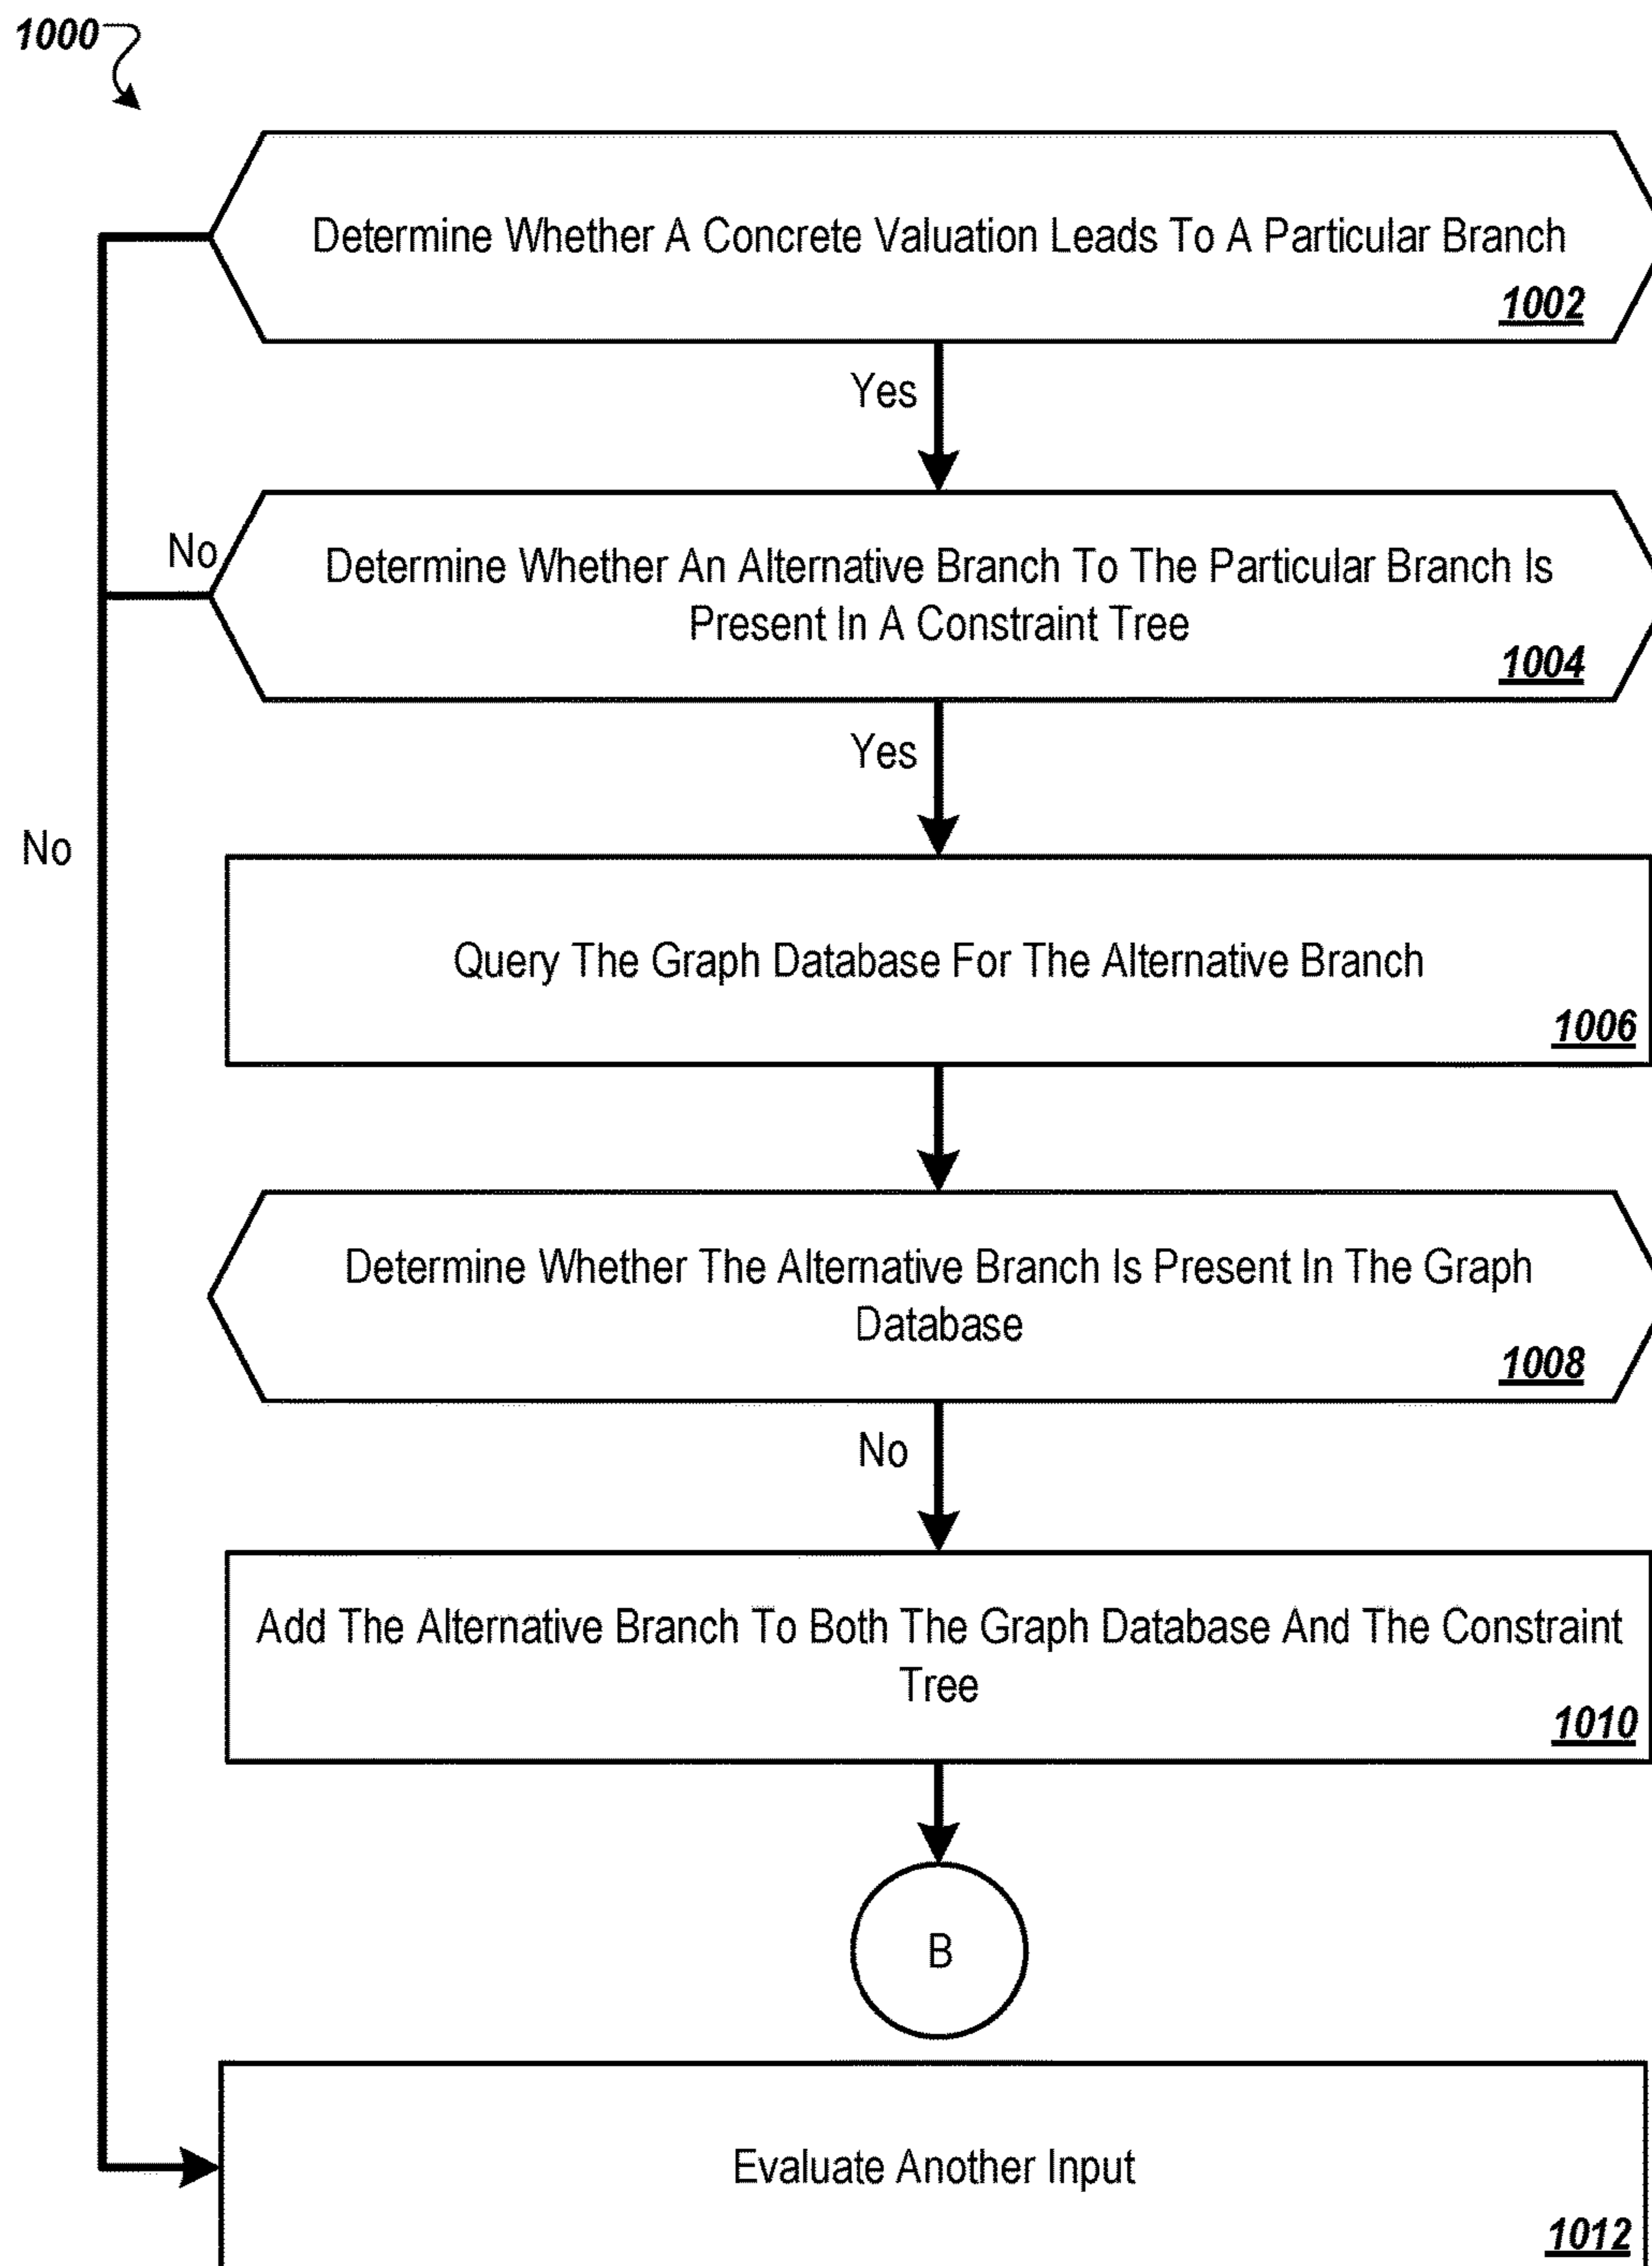 1000
Determine Whether A Concrete Valuation Leads To A Particular Branch
1002
Yes
No
Determine Whether An Alternative Branch To The Particular Branch Is
Present In A Constraint Tree
1004
Yes
No
Query The Graph Database For The Alternative Branch
1006
Determine Whether The Alternative Branch Is Present In The Graph
Database
1008
No
Add The Alternative Branch To Both The Graph Database And The Constraint
Tree
1010
B
Evaluate Another Input
1012